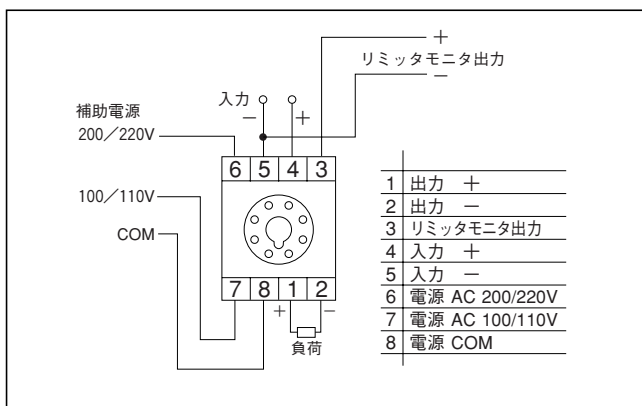 +
リミッタモニタ出力
−
入力
− +
補助電源
200／220V
6 5 4 3
100／110V
COM
7 8 1 2
+ −
負荷
1 出力 +
2 出力 −
3 リミッタモニタ出力
4 入力 +
5 入力 −
6 電源 AC 200/220V
7 電源 AC 100/110V
8 電源 COM